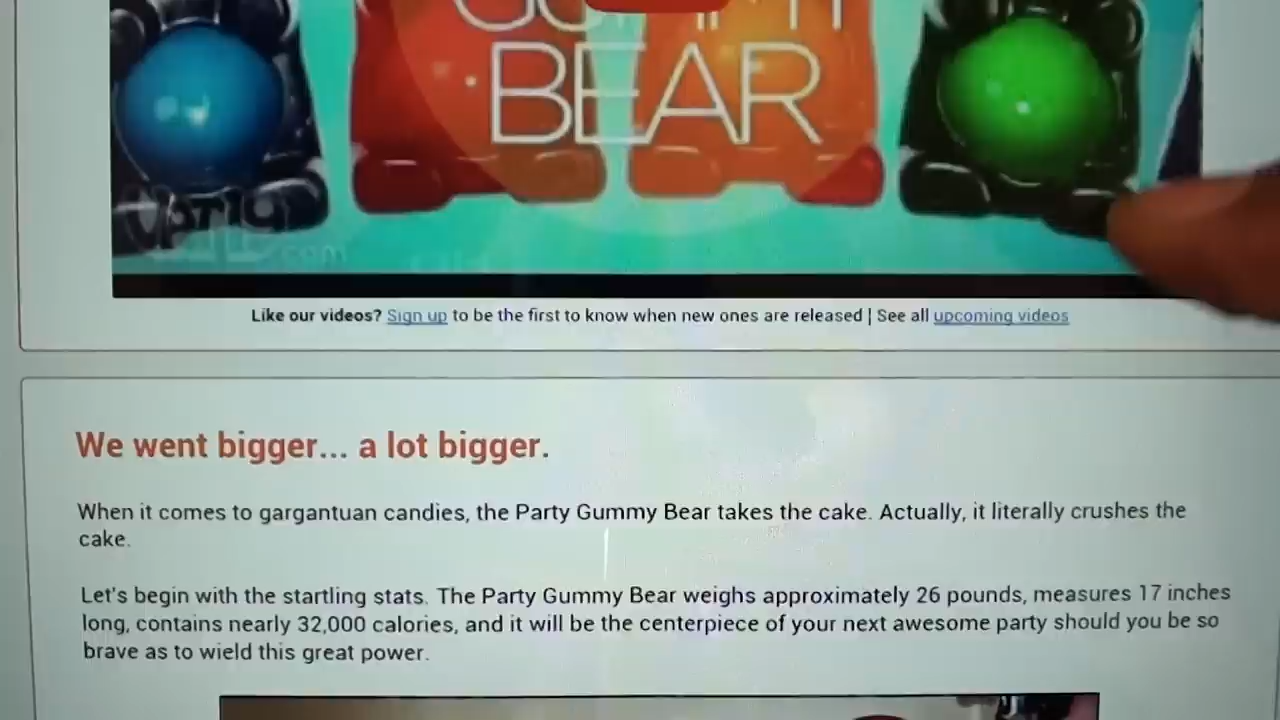 BEAR
Like our videos? Sign up to be the first to know when new ones are released | See all upcoming videos
We went bigger... a lot bigger.
When it comes to gargantuan candies, the Party Gummy Bear takes the cake. Actually, it literally crushes the
cake.
Let's begin with the startling stats. The Party Gummy Bear weighs approximately 26 pounds, measures 17 inches
long, contains nearly 32,000 calories, and it will be the centerpiece of your next awesome party should you be so
brave as to wield this great power.